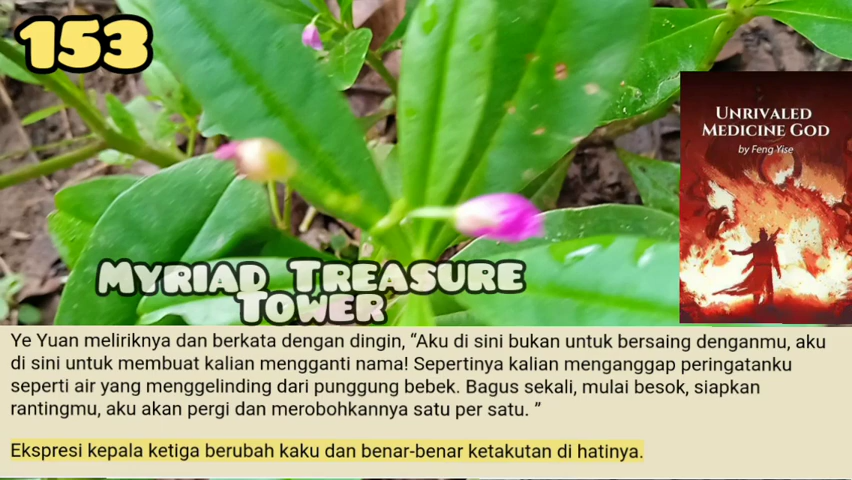 153
UNRIVALED
MEDICINE GOD
by Feng Yise
MYRIAD TREASURE
TOWER
Ye Yuan meliriknya dan berkata dengan dingin, “Aku di sini bukan untuk bersaing denganmu, aku
di sini untuk membuat kalian mengganti nama! Sepertinya kalian menganggap peringatanku
seperti air yang menggelinding dari punggung bebek. Bagus sekali, mulai besok, siapkan
rantingmu, aku akan pergi dan merobohkannya satu per satu. ”
Ekspresi kepala ketiga berubah kaku dan benar-benar ketakutan di hatinya.